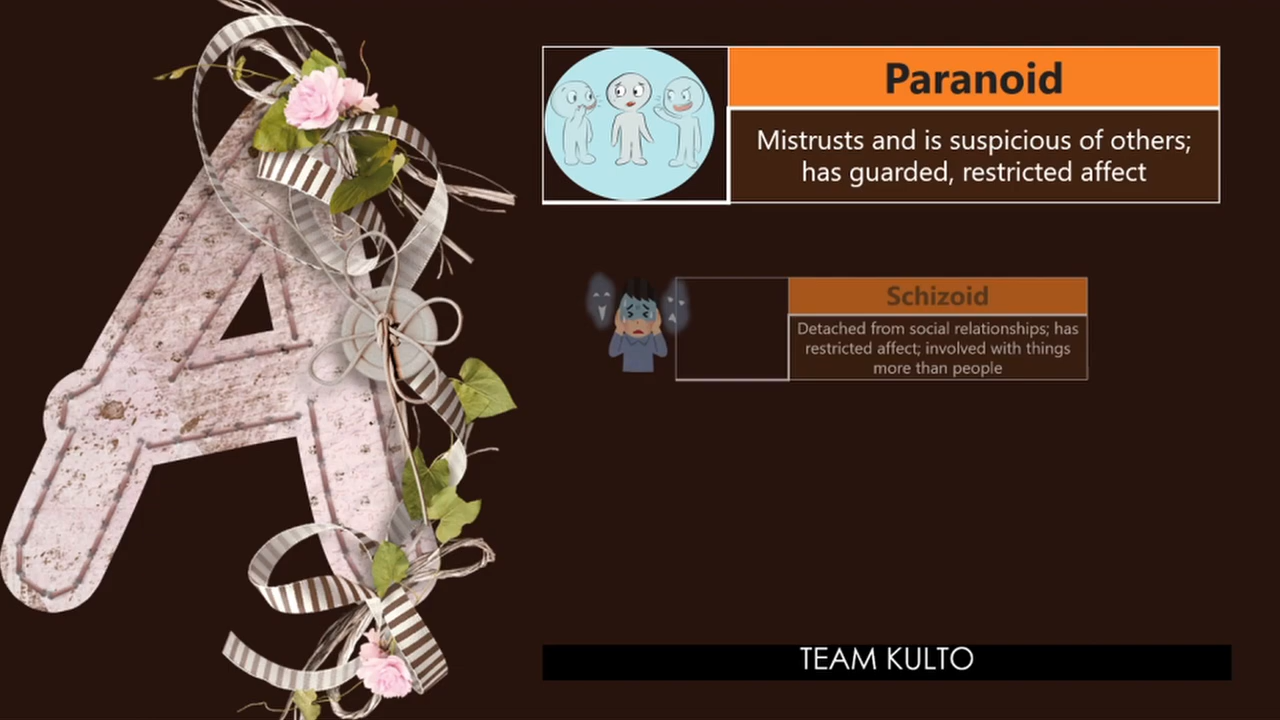 A
Paranoid
Mistrusts and is suspicious of others;
has guarded, restricted affect
Schizoid
Detached from social relationships; has
restricted affect; involved with things
more than people
TEAM KULTO